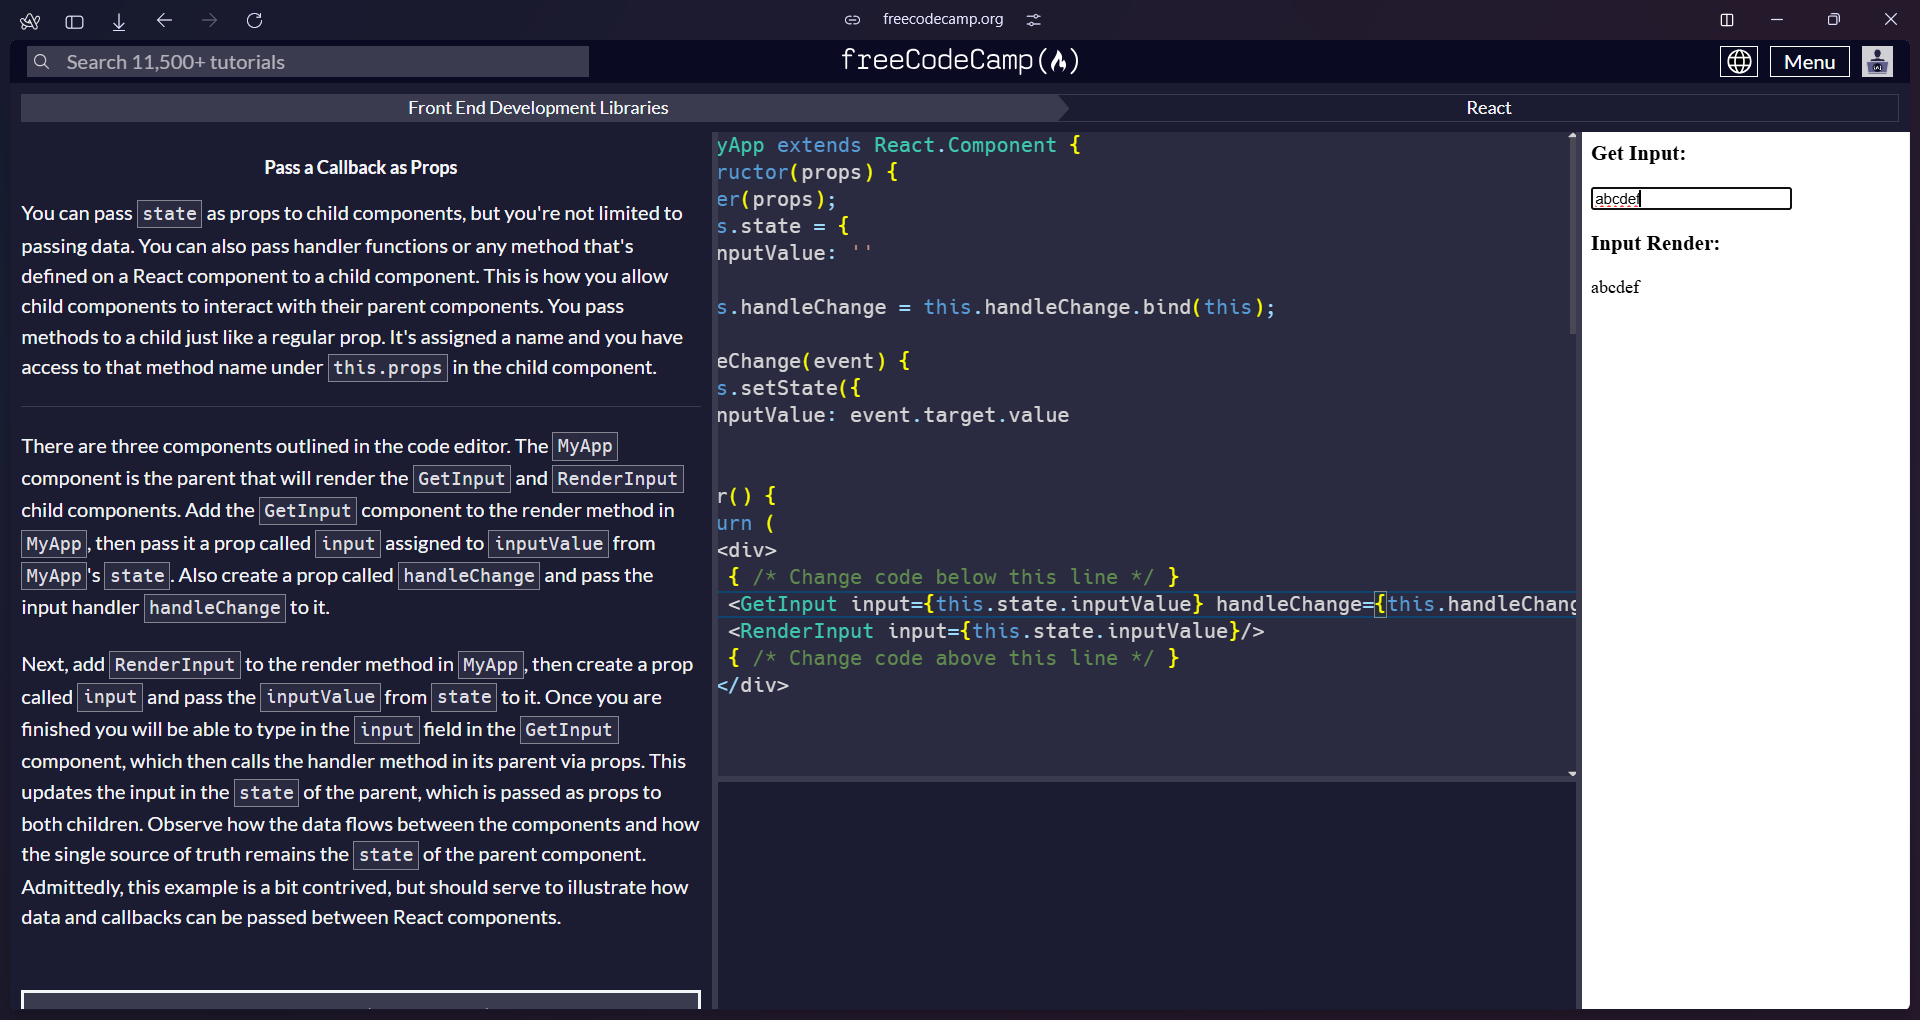 freecodecamp.org
Search 11,500+ tutorials
freeCodeCamp(🔥)
Menu
Front End Development Libraries
React
Pass a Callback as Props
You can pass state as props to child components, but you're not limited to
passing data. You can also pass handler functions or any method that's
defined on a React component to a child component. This is how you allow
child components to interact with their parent components. You pass
methods to a child just like a regular prop. It's assigned a name and you have
access to that method name under this.props in the child component.
There are three components outlined in the code editor. The MyApp
component is the parent that will render the GetInput and RenderInput
child components. Add the GetInput component to the render method in
MyApp, then pass it a prop called input assigned to inputValue from
MyApp's state. Also create a prop called handleChange and pass the
input handler handleChange to it.
Next, add RenderInput to the render method in MyApp, then create a prop
called input and pass the inputValue from state to it. Once you are
finished you will be able to type in the input field in the GetInput
component, which then calls the handler method in its parent via props. This
updates the input in the state of the parent, which is passed as props to
both children. Observe how the data flows between the components and how
the single source of truth remains the state of the parent component.
Admittedly, this example is a bit contrived, but should serve to illustrate how
data and callbacks can be passed between React components.
yApp extends React.Component {
ructor(props) {
er(props);
s.state = {
nputValue: ''
s.handleChange = this.handleChange.bind(this);
eChange(event) {
s.setState({
nputValue: event.target.value
r() {
urn (
<div>
{ /* Change code below this line */ }
<GetInput input={this.state.inputValue} handleChange={this.handleChang
<RenderInput input={this.state.inputValue}/>
{ /* Change code above this line */ }
</div>
Get Input:
abcdef
Input Render:
abcdef